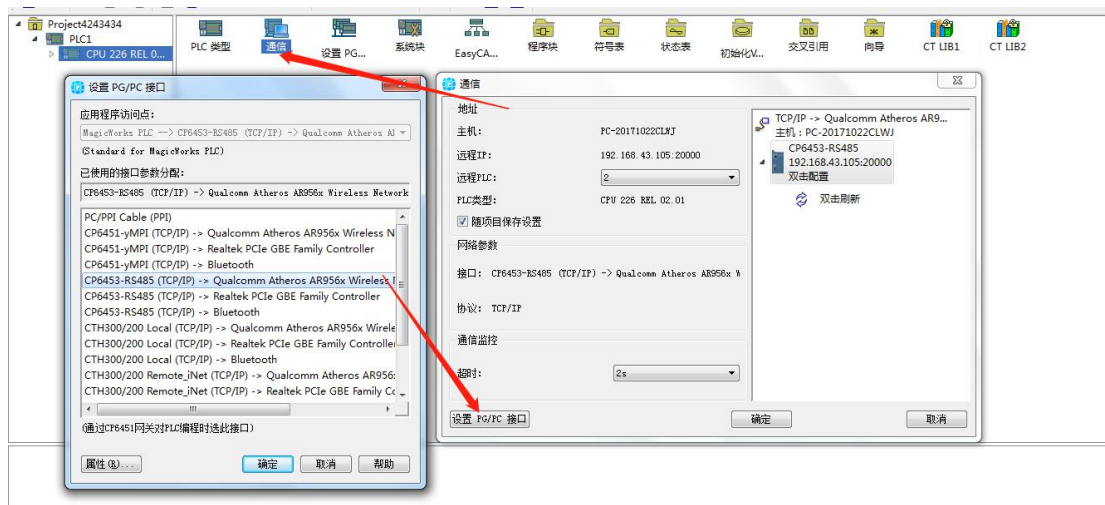 Project4243434
PLC1
CPU 226 REL 0...
PLC 类型
通信
设置 PG...
系统块
EasyCA...
程序块
符号表
状态表
初始化V...
交叉引用
向导
CT LIB1
CT LIB2
设置 PG/PC 接口
应用程序访问点:
MagicWorks PLC --> CP6453-RS485 (TCP/IP) -> Qualcomm Atheros A
(Standard for MagicWorks PLC)
已使用的接口参数分配:
CP6453-RS485 (TCP/IP) -> Qualcomm Atheros AR956x Wireless Network
PC/PPI Cable (PPI)
CP6451-yMPI (TCP/IP) -> Qualcomm Atheros AR956x Wireless N
CP6451-yMPI (TCP/IP) -> Realtek PCIe GBE Family Controller
CP6451-yMPI (TCP/IP) -> Bluetooth
CP6453-RS485 (TCP/IP) -> Qualcomm Atheros AR956x Wireless
CP6453-RS485 (TCP/IP) -> Realtek PCIe GBE Family Controller
CP6453-RS485 (TCP/IP) -> Bluetooth
CTH300/200 Local (TCP/IP) -> Qualcomm Atheros AR956x Wirele
CTH300/200 Local (TCP/IP) -> Realtek PCIe GBE Family Controller
CTH300/200 Local (TCP/IP) -> Bluetooth
CTH300/200 Remote_iNet (TCP/IP) -> Qualcomm Atheros AR956
CTH300/200 Remote_iNet (TCP/IP) -> Realtek PCIe GBE Family Co
(通过CP6451网关对PLC编程时选此接口)
属性(R)...
确定
取消
帮助
通信
地址
主机:
PC-20171022CLWJ
远程IP:
192.168.43.105:20000
远程PLC:
2
PLC类型:
CPU 226 REL 02.01
随项目保存设置
网络参数
接口: CP6453-RS485 (TCP/IP) -> Qualcomm Atheros AR956x W
协议: TCP/IP
通信监控
超时:
2s
设置 PG/PC 接口
确定
取消
TCP/IP -> Qualcomm Atheros AR9...
主机 : PC-20171022CLWJ
CP6453-RS485
192.168.43.105:20000
双击配置
双击刷新